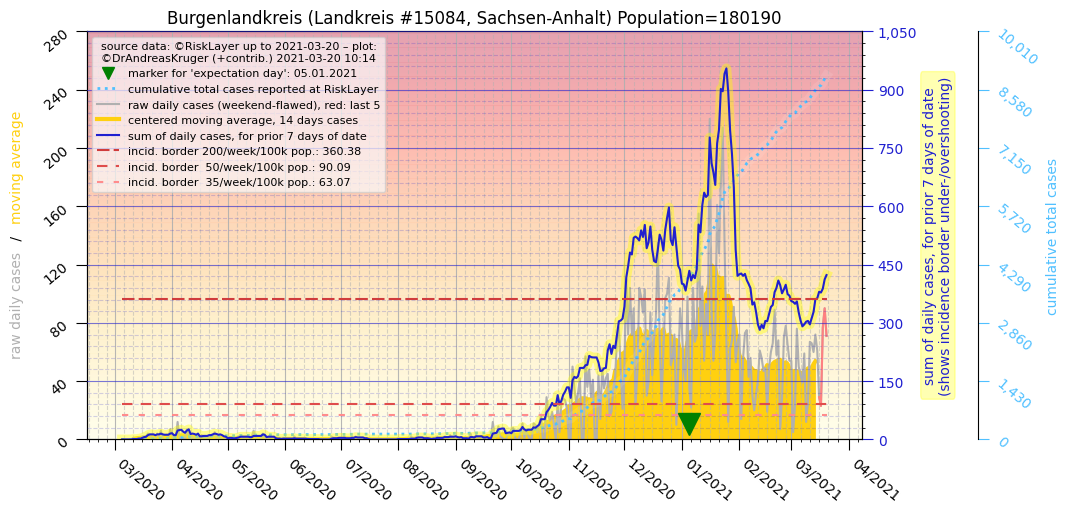 Burgenlandkreis (Landkreis #15084, Sachsen-Anhalt) Population=180190
source data: ©RiskLayer up to 2021-03-20 – plot:
©DrAndreasKruger (+contrib.) 2021-03-20 10:14
marker for 'expectation day': 05.01.2021
cumulative total cases reported at RiskLayer
raw daily cases (weekend-flawed), red: last 5
centered moving average, 14 days cases
sum of daily cases, for prior 7 days of date
incid. border 200/week/100k pop.: 360.38
incid. border 50/week/100k pop.: 90.09
incid. border 35/week/100k pop.: 63.07
raw daily cases / moving average
280
240
200
160
120
80
40
0
03/2020
04/2020
05/2020
06/2020
07/2020
08/2020
09/2020
10/2020
11/2020
12/2020
01/2021
02/2021
03/2021
04/2021
1,050
900
750
600
450
300
150
0
sum of daily cases, for prior 7 days of date
(shows incidence border under-/overshooting)
10,010
8,580
7,150
5,720
4,290
2,860
1,430
0
cumulative total cases